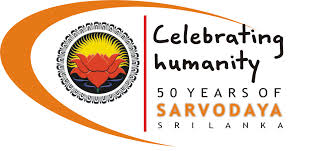 Celebrating
humanity
50 YEARS OF
SARVODAYA
SRI LANKA